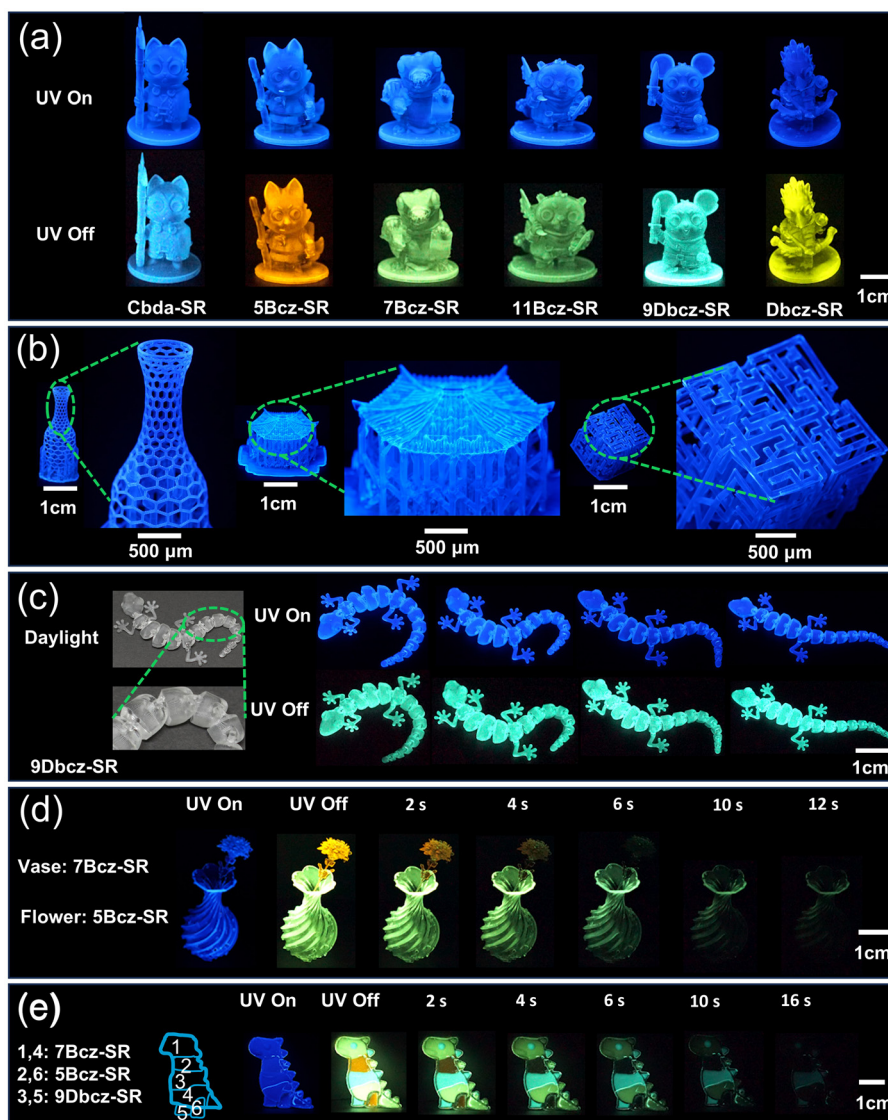 (a)
UV On
UV Off
Cbda-SR 5Bcz-SR 7Bcz-SR 11Bcz-SR 9Dbcz-SR Dbcz-SR
1cm
(b)
1cm
500 µm
1cm
500 µm
1cm
500 µm
(c)
Daylight
UV On
UV Off
9Dbcz-SR
1cm
(d)
UV On UV Off 2 s 4 s 6 s 10 s 12 s
Vase: 7Bcz-SR
Flower: 5Bcz-SR
1cm
(e)
UV On UV Off 2 s 4 s 6 s 10 s 16 s
1,4: 7Bcz-SR
2,6: 5Bcz-SR
3,5: 9Dbcz-SR
1
2
3
4
5 6
1cm